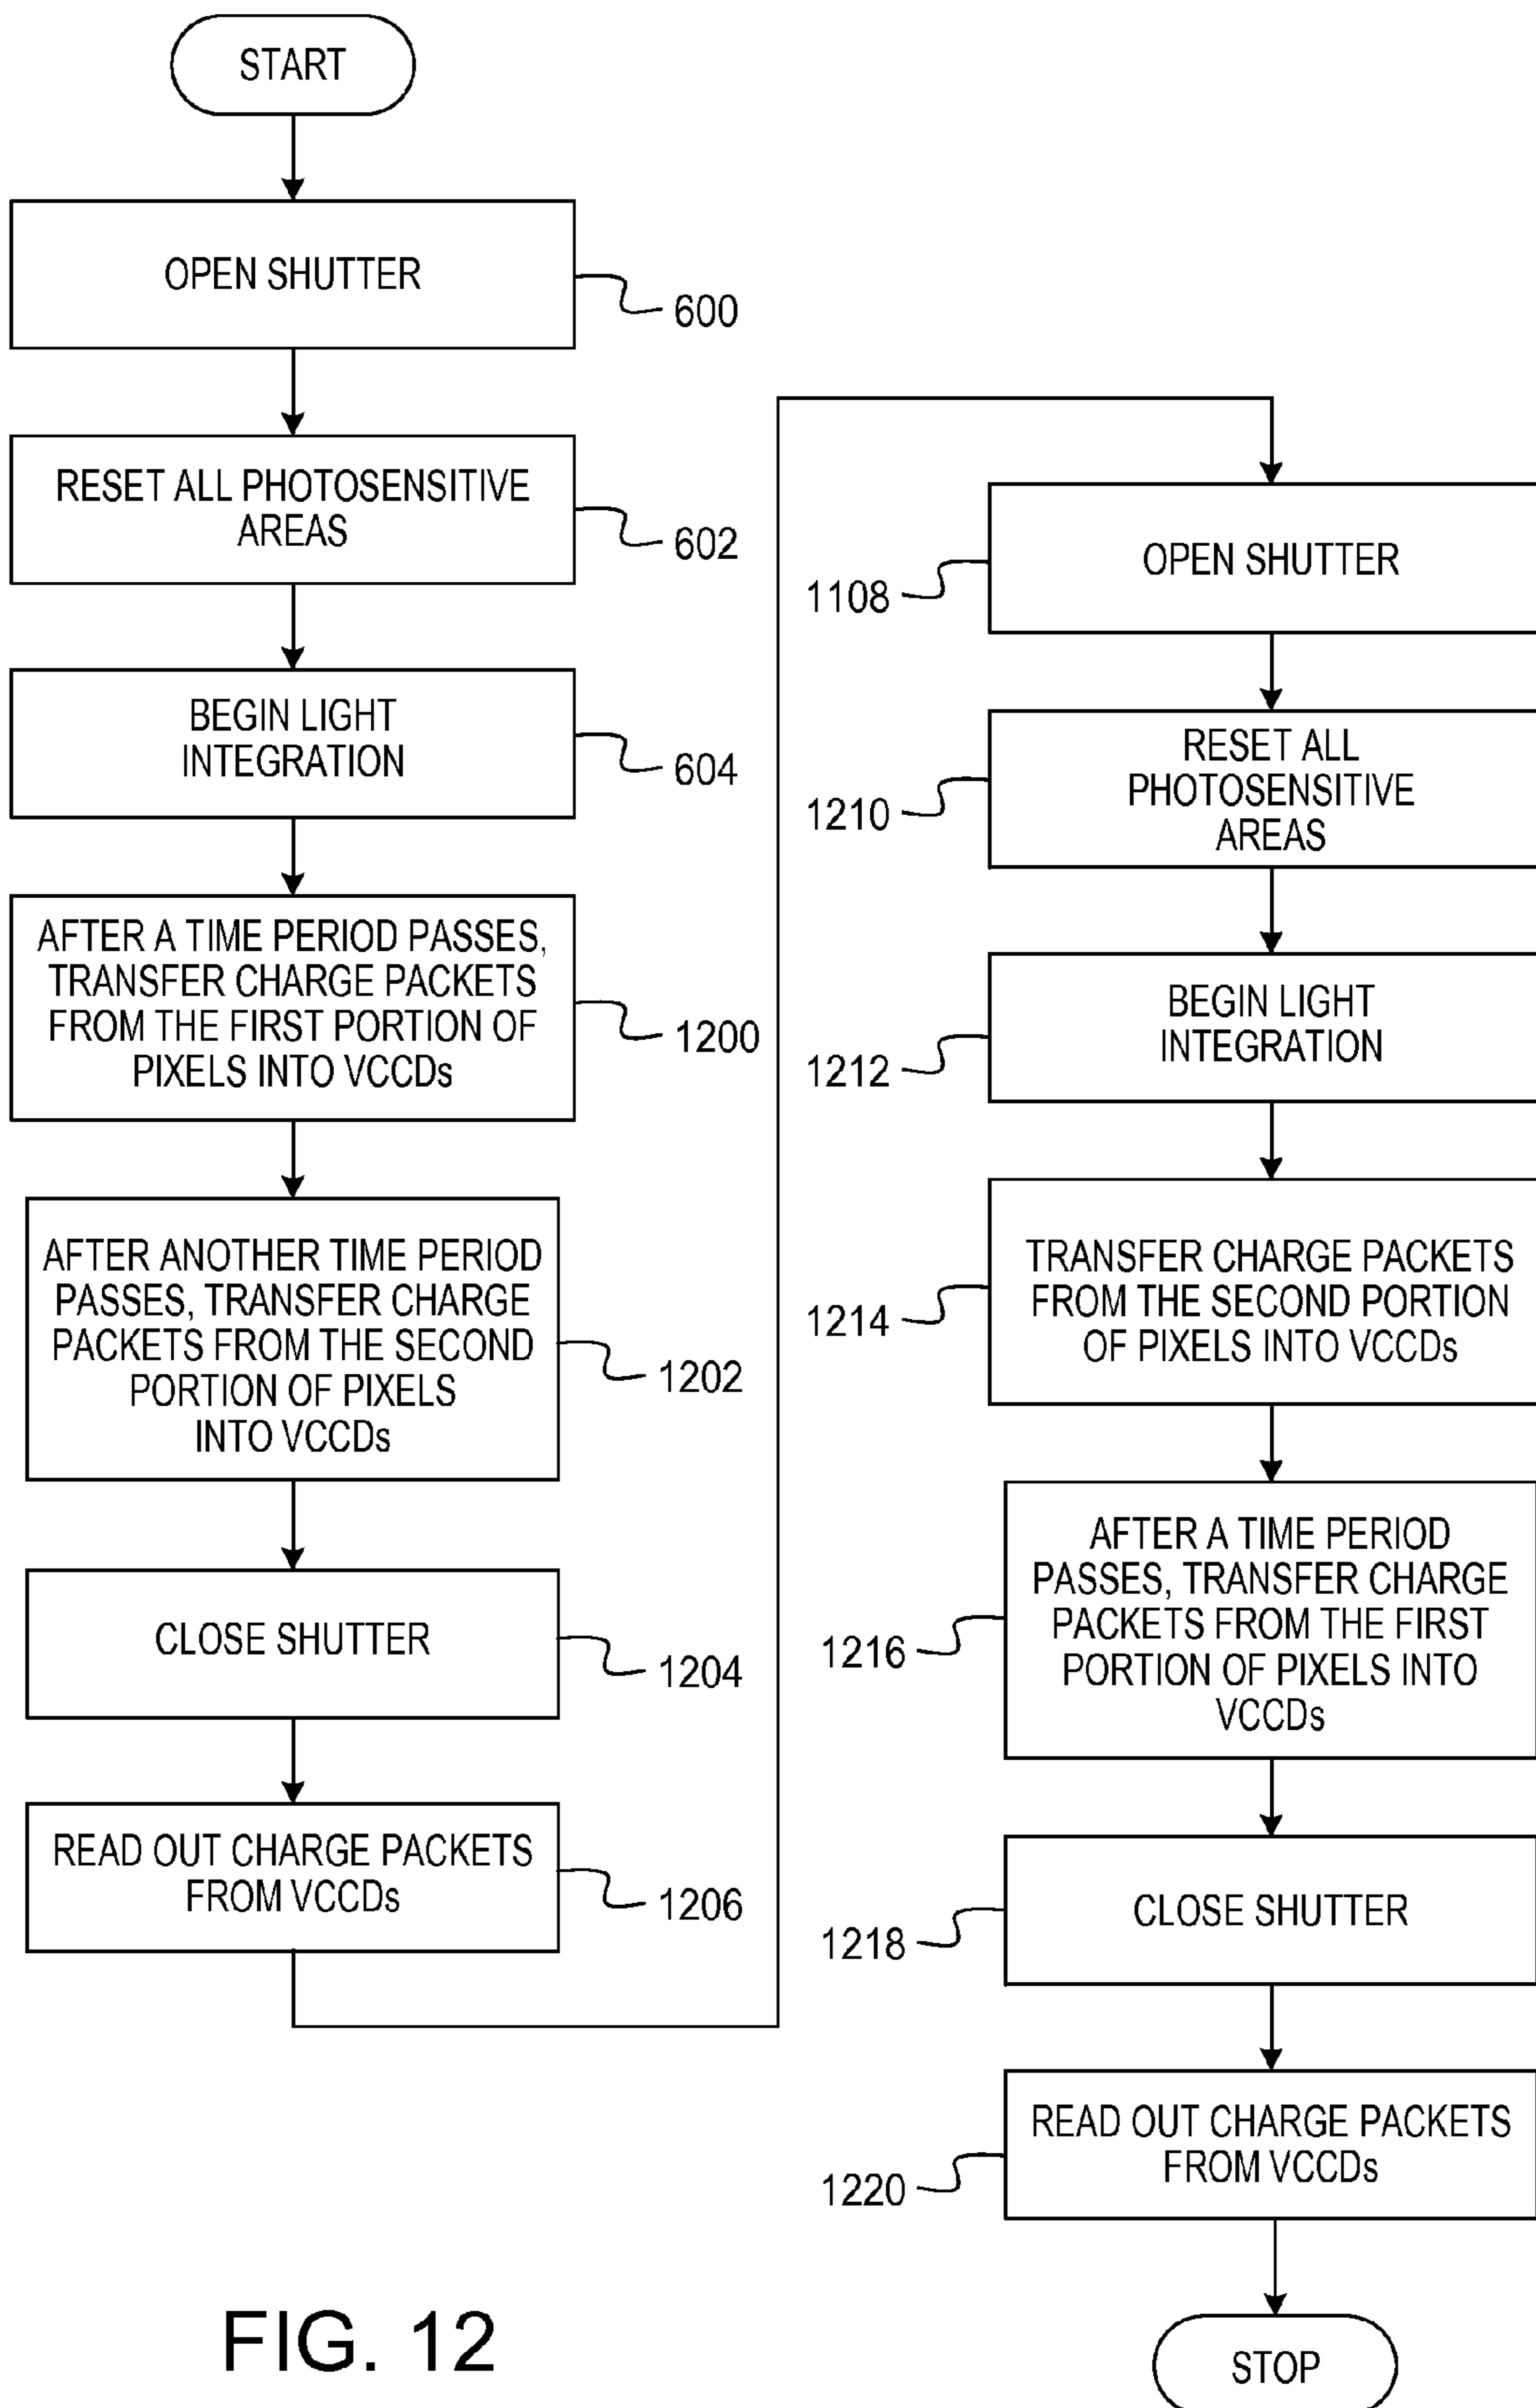 START
OPEN SHUTTER
600
RESET ALL PHOTOSENSITIVE
AREAS
602
BEGIN LIGHT
INTEGRATION
604
AFTER A TIME PERIOD PASSES,
TRANSFER CHARGE PACKETS
FROM THE FIRST PORTION OF
PIXELS INTO VCCDs
1200
AFTER ANOTHER TIME PERIOD
PASSES, TRANSFER CHARGE
PACKETS FROM THE SECOND
PORTION OF PIXELS
INTO VCCDs
1202
CLOSE SHUTTER
1204
READ OUT CHARGE PACKETS
FROM VCCDs
1206
OPEN SHUTTER
1108
RESET ALL
PHOTOSENSITIVE
AREAS
1210
BEGIN LIGHT
INTEGRATION
1212
TRANSFER CHARGE PACKETS
FROM THE SECOND PORTION
OF PIXELS INTO VCCDs
1214
AFTER A TIME PERIOD
PASSES, TRANSFER CHARGE
PACKETS FROM THE FIRST
PORTION OF PIXELS INTO
VCCDs
1216
CLOSE SHUTTER
1218
READ OUT CHARGE PACKETS
FROM VCCDs
1220
STOP
FIG. 12